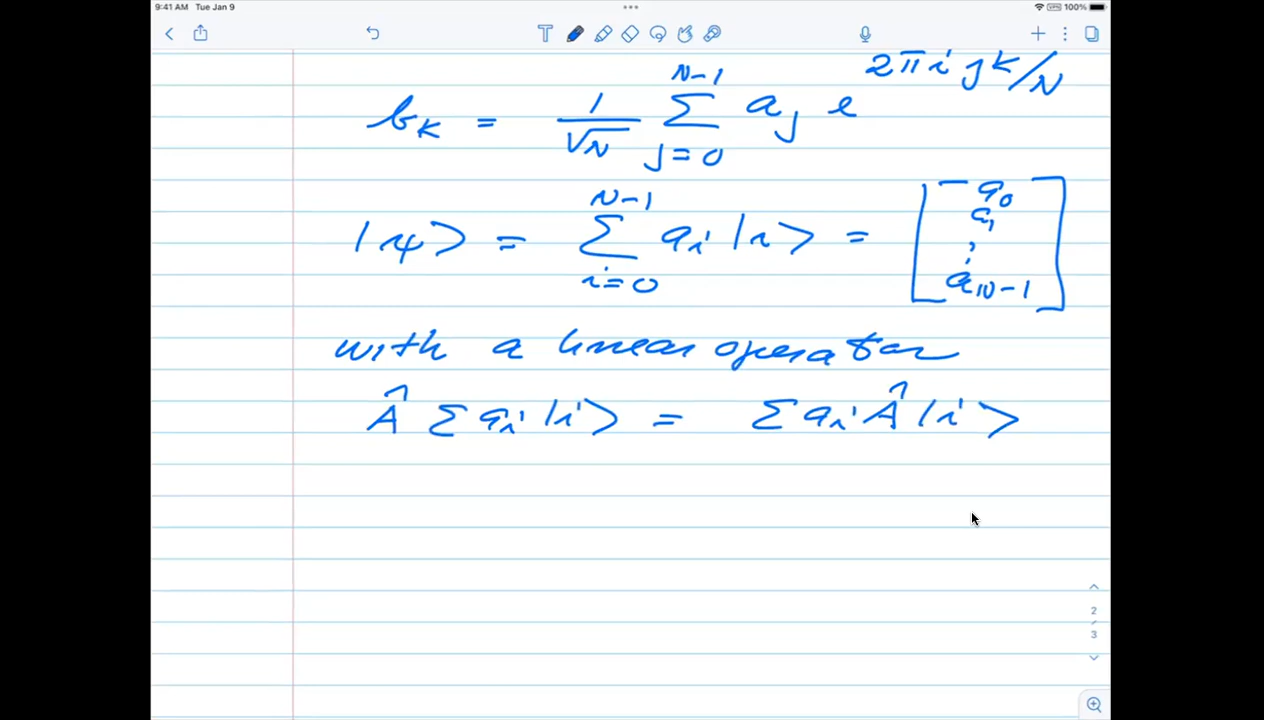 9:41 AM Tue Jan 9
VPN 100%
b_K = 1/√N Σ_{j=0}^{N-1} a_j e^{2πijK/N}
|ψ> = Σ_{i=0}^{N-1} a_i |i> = [a_0 a_1 ⋮ a_{N-1}]
with a linear operator
Â Σ a_i |i> = Σ a_i Â |i>
2
3